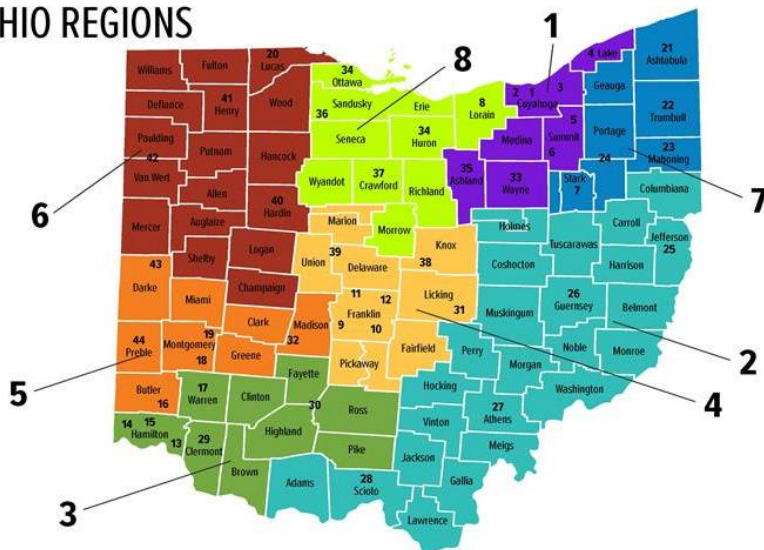 HIO REGIONS
1
8
6
7
5
2
4
3
20
Lucas
Williams
Fulton
Defiance
41
Henry
Wood
Paulding
42
Van Wert
Putnam
Hancock
Allen
40
Hardin
Mercer
Auglaize
Shelby
Logan
Champaign
34
Ottawa
Sandusky
36
Erie
Seneca
34
Huron
8
Lorain
Wyandot
37
Crawford
Richland
Morrow
2
1
3
Cuyahoga
4 Lake
Medina
5
Summit
6
35
Ashland
33
Wayne
21
Ashtabula
Geauga
22
Trumbull
Portage
23
Mahoning
24
Stark
7
Columbiana
Holmes
Tuscarawas
Carroll
Jefferson
25
Coshocton
Harrison
Muskingum
26
Guernsey
Belmont
Noble
Monroe
Perry
Morgan
Washington
Hocking
27
Athens
Vinton
Meigs
Jackson
Gallia
Lawrence
Adams
28
Scioto
Marion
39
Union
Delaware
Knox
38
11
12
Franklin
9
10
Licking
31
Pickaway
Fairfield
43
Darke
Miami
Clark
Madison
32
44
Preble
Montgomery
19
18
Greene
Butler
16
17
Warren
Clinton
Fayette
30
Ross
14
15
Hamilton
13
29
Clermont
Highland
Pike
Brown